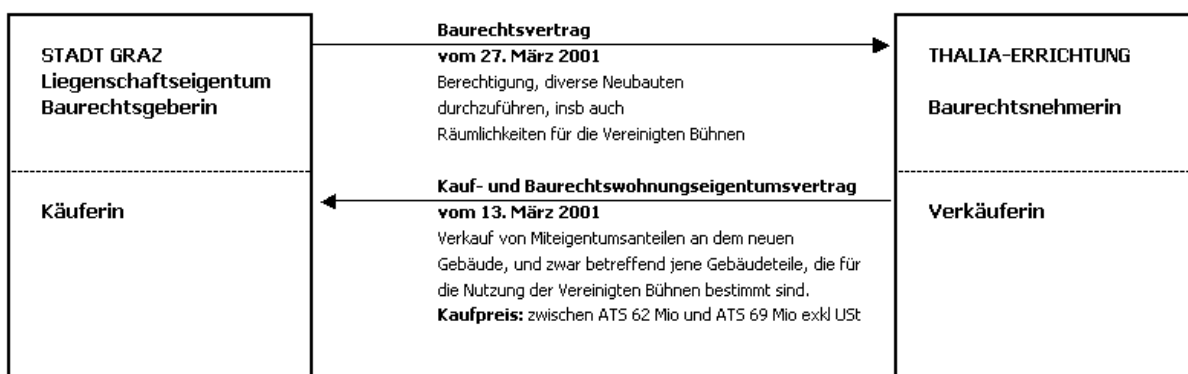 STADT GRAZ
Liegenschaftseigentum
Baurechtsgeberin
Käuferin
Baurechtsvertrag
vom 27. März 2001
Berechtigung, diverse Neubauten
durchzuführen, insb auch
Räumlichkeiten für die Vereinigten Bühnen
Kauf- und Baurechtswohnungseigentumsvertrag
vom 13. März 2001
Verkauf von Miteigentumsanteilen an dem neuen
Gebäude, und zwar betreffend jene Gebäudeteile, die für
die Nutzung der Vereinigten Bühnen bestimmt sind.
Kaufpreis: zwischen ATS 62 Mio und ATS 69 Mio exkl USt
THALIA-ERRICHTUNG
Baurechtsnehmerin
Verkäuferin